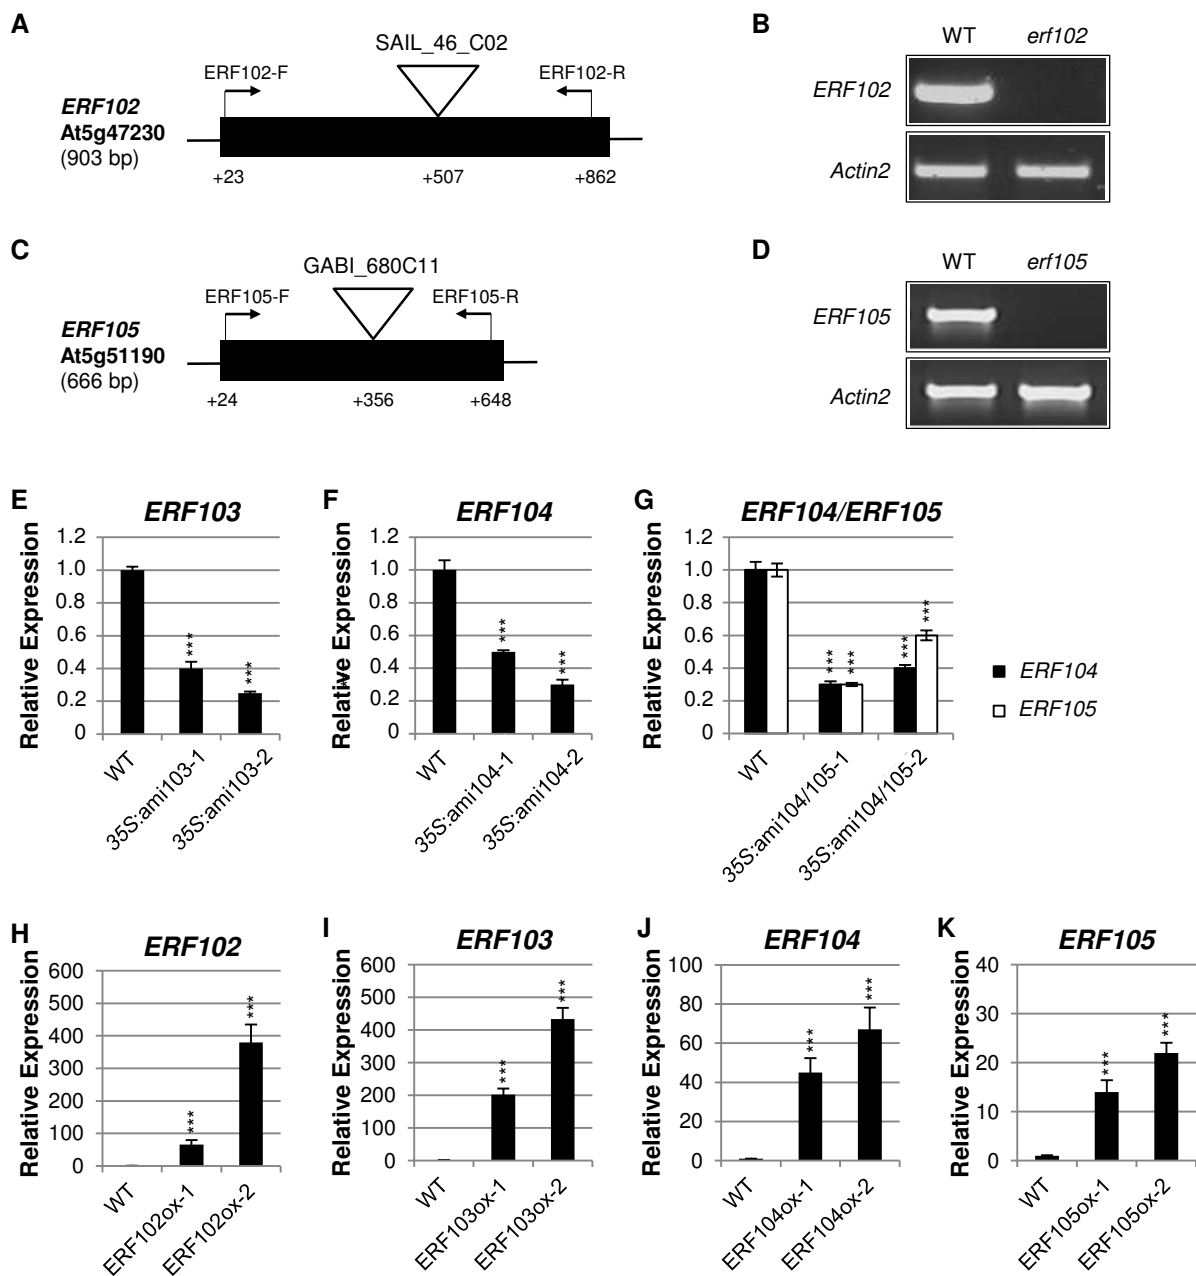 A
SAIL_46_C02
ERF102-F
ERF102-R
ERF102
At5g47230
(903 bp)
+23
+507
+862
B
WT
erf102
ERF102
Actin2
C
GABI_680C11
ERF105-F
ERF105-R
ERF105
At5g51190
(666 bp)
+24
+356
+648
D
WT
erf105
ERF105
Actin2
E
ERF103
Relative Expression
1.2
1.0
0.8
0.6
0.4
0.2
0
***
***
WT
35S:ami103-1
35S:ami103-2
F
ERF104
Relative Expression
1.2
1.0
0.8
0.6
0.4
0.2
0
***
***
WT
35S:ami104-1
35S:ami104-2
G
ERF104/ERF105
Relative Expression
1.2
1.0
0.8
0.6
0.4
0.2
0
***
***
***
***
WT
35S:ami104/105-1
35S:ami104/105-2
ERF104
ERF105
H
ERF102
Relative Expression
600
500
400
300
200
100
0
***
***
WT
ERF102ox-1
ERF102ox-2
I
ERF103
Relative Expression
600
500
400
300
200
100
0
***
***
WT
ERF103ox-1
ERF103ox-2
J
ERF104
Relative Expression
100
80
60
40
20
0
***
***
WT
ERF104ox-1
ERF104ox-2
K
ERF105
Relative Expression
40
30
20
10
0
***
***
WT
ERF105ox-1
ERF105ox-2